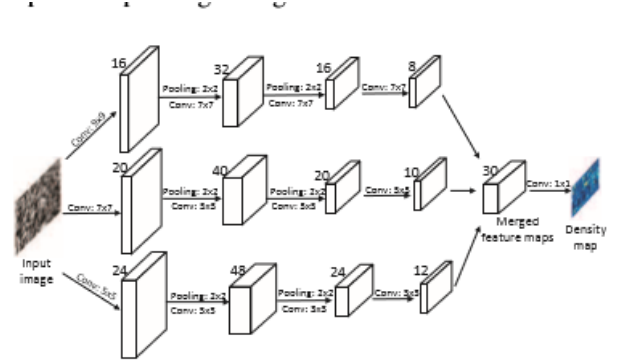 16
Pooling: 2x2
Conv: 7x7
32
Pooling: 2x2
Conv: 7x7
16
Conv: 7x7
8
Conv: 9x9
20
Pooling: 2x2
Conv: 5x5
40
Pooling: 2x2
Conv: 5x5
20
Conv: 5x5
10
30
Conv: 1x1
Conv: 7x7
Merged
feature maps
Density
map
Input
image
Conv: 5x5
24
Pooling: 2x2
Conv: 3x3
48
Pooling: 2x2
Conv: 3x3
24
Conv: 3x3
12